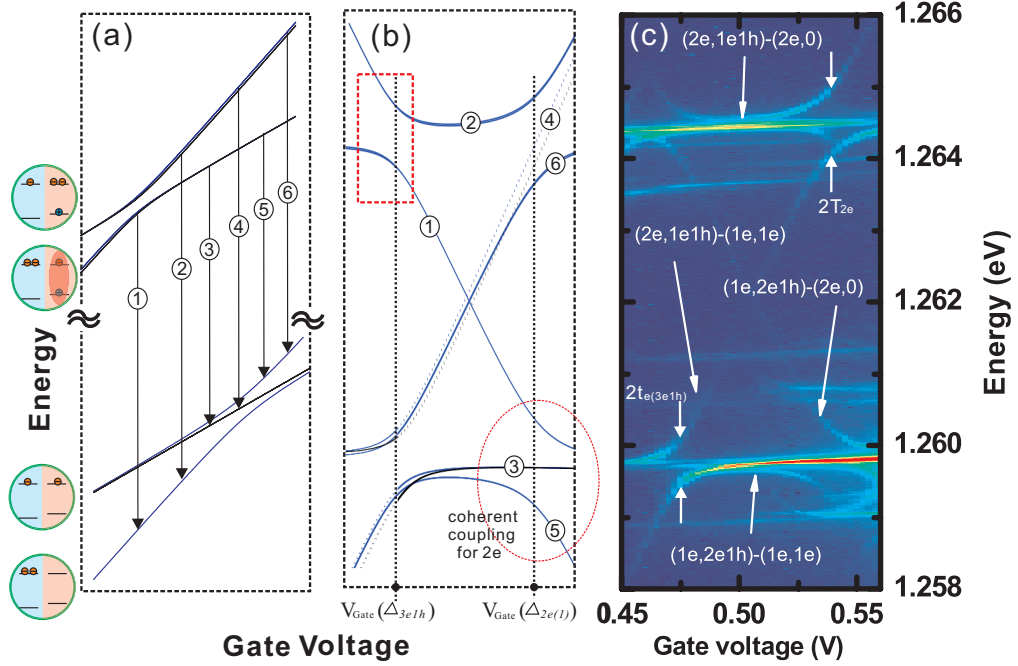 (a)
①
②
③
④
⑤
⑥
Energy
(b)
②
④
⑥
①
③
coherent
coupling
for 2e
⑤
V_Gate (Δ_3e1h)
V_Gate (Δ_2e(1))
Gate Voltage
(c)
(2e,1e1h)-(2e,0)
2T_2e
(2e,1e1h)-(1e,1e)
(1e,2e1h)-(2e,0)
2t_e(3e1h)
(1e,2e1h)-(1e,1e)
1.266
1.264
1.262
1.260
1.258
Energy (eV)
0.45
0.50
0.55
Gate voltage (V)